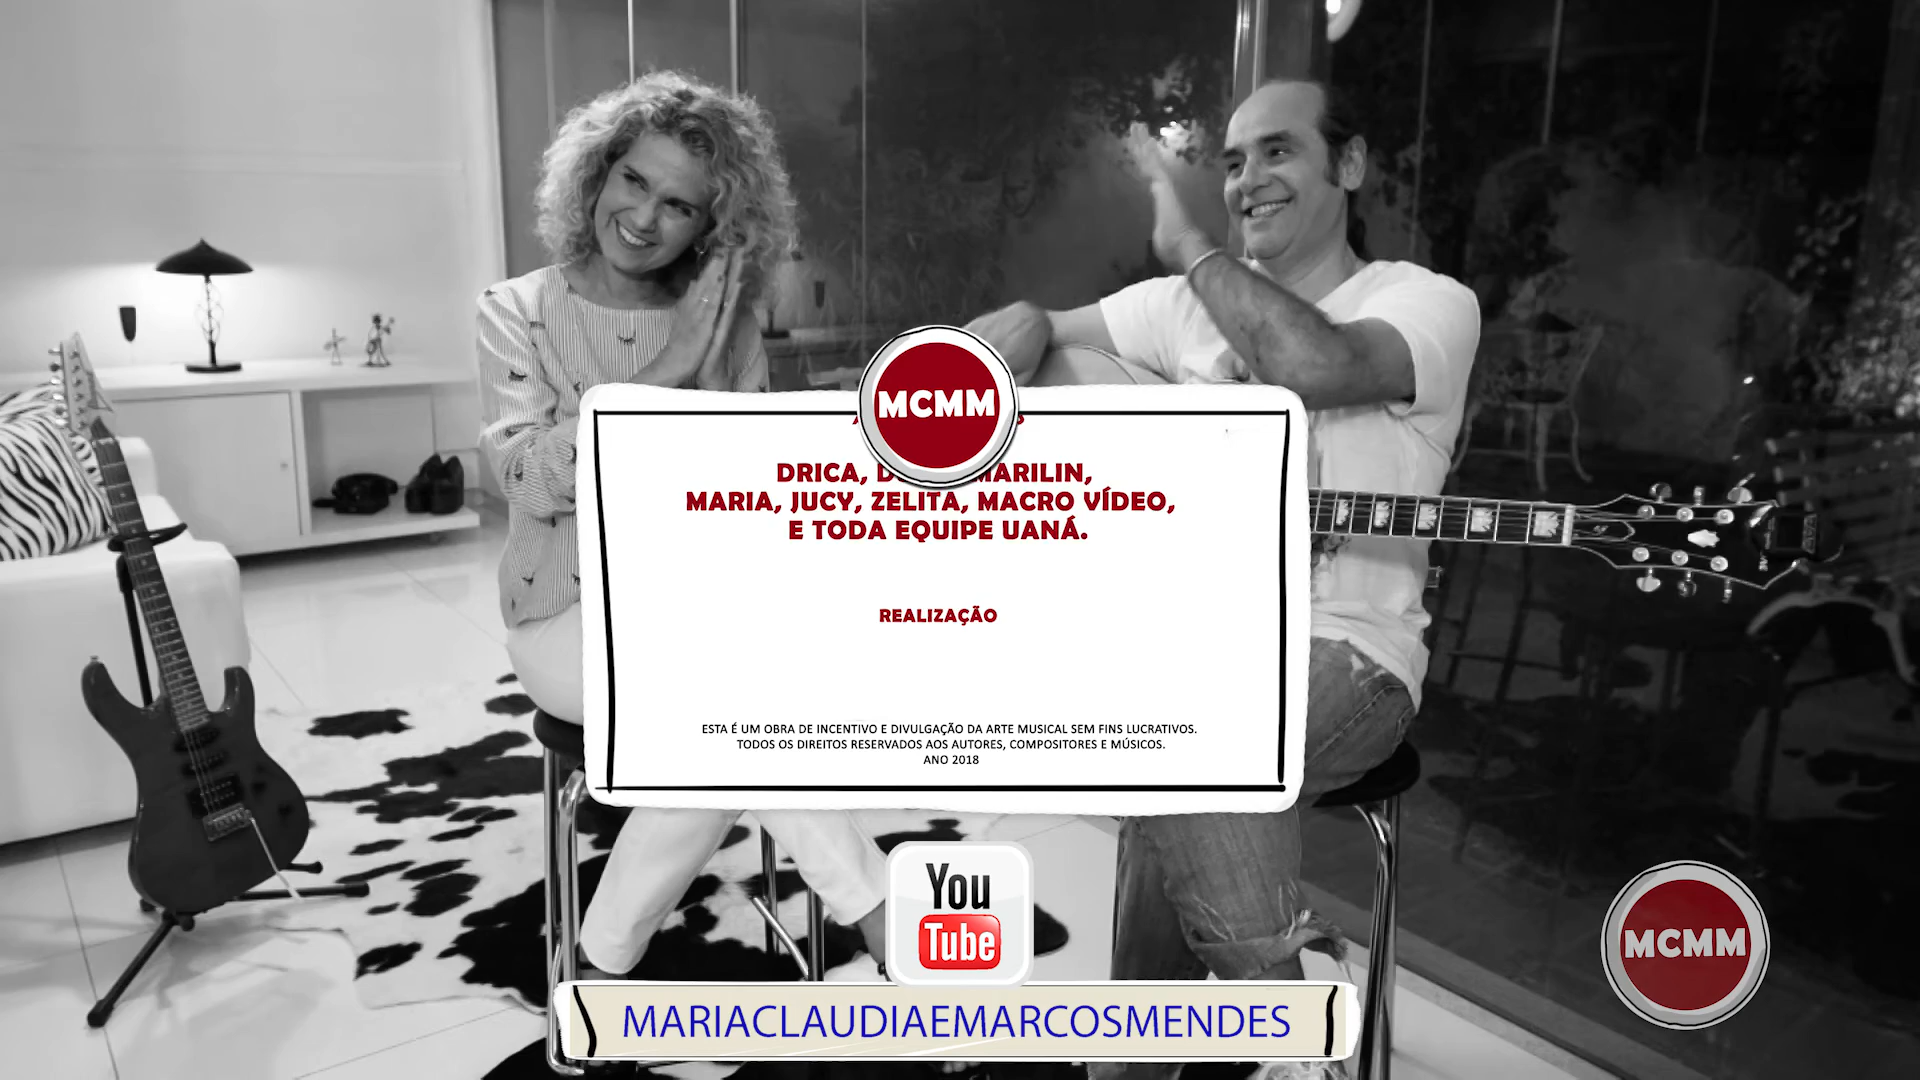 MCMM
DRICA, MARILIN,
MARIA, JUCY, ZELITA, MACRO VÍDEO,
E TODA EQUIPE UANÁ.
REALIZAÇÃO
ESTA É UM OBRA DE INCENTIVO E DIVULGAÇÃO DA ARTE MUSICAL SEM FINS LUCRATIVOS.
TODOS OS DIREITOS RESERVADOS AOS AUTORES, COMPOSITORES E MÚSICOS.
ANO 2018
You
Tube
MCMM
MARIACLAUDIAEMARCOSMENDES